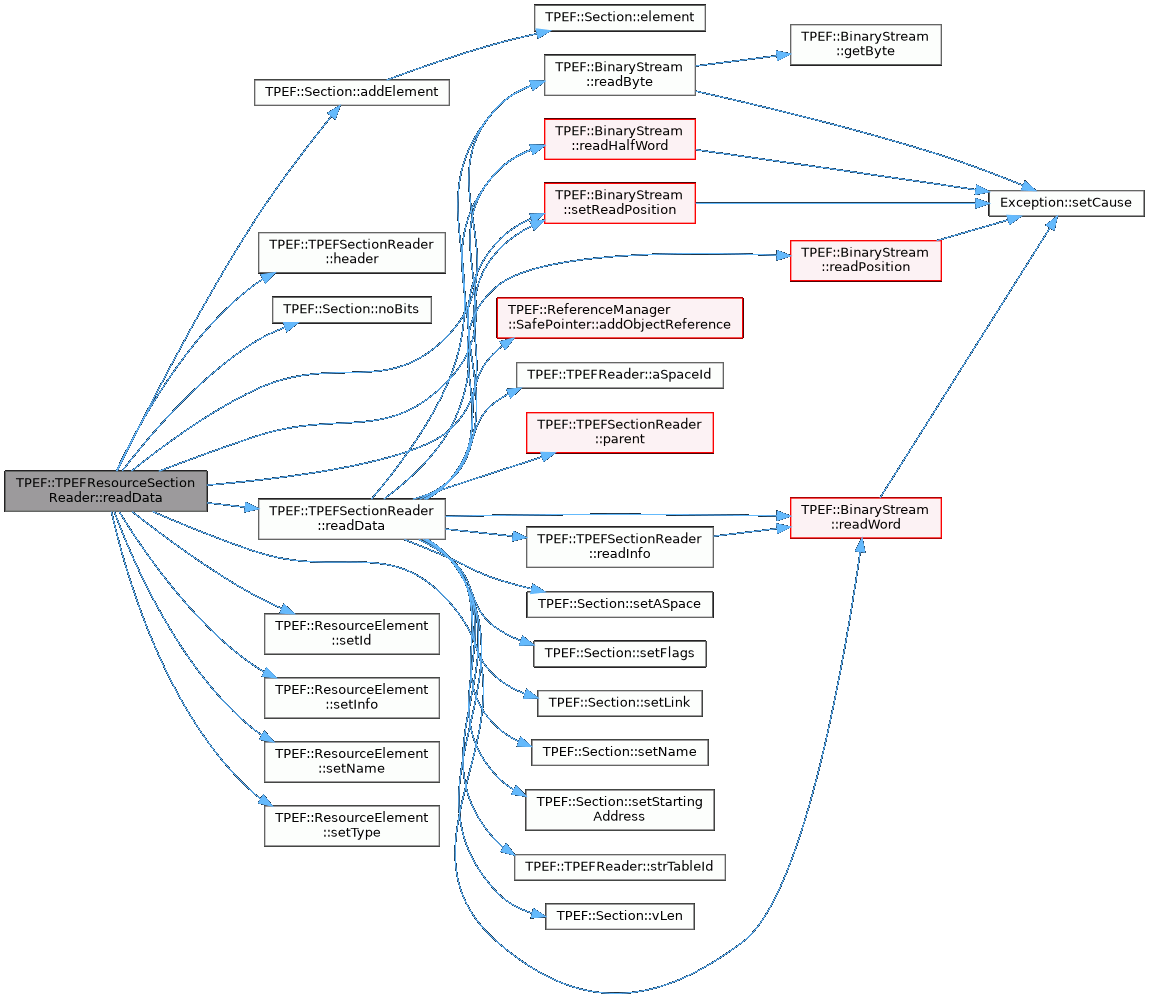 TPEF::TPEFResourceSection
Reader::readData
TPEF::Section::addElement
TPEF::TPEFSectionReader
::header
TPEF::Section::noBits
TPEF::TPEFSectionReader
::readData
TPEF::ResourceElement
::setId
TPEF::ResourceElement
::setInfo
TPEF::ResourceElement
::setName
TPEF::ResourceElement
::setType
TPEF::Section::element
TPEF::BinaryStream
::readByte
TPEF::BinaryStream
::readHalfWord
TPEF::BinaryStream
::setReadPosition
TPEF::ReferenceManager
::SafePointer::addObjectReference
TPEF::TPEFReader::aSpaceId
TPEF::TPEFSectionReader
::parent
TPEF::TPEFSectionReader
::readInfo
TPEF::Section::setASpace
TPEF::Section::setFlags
TPEF::Section::setLink
TPEF::Section::setName
TPEF::Section::setStarting
Address
TPEF::TPEFReader::strTableId
TPEF::Section::vLen
TPEF::BinaryStream
::getByte
TPEF::BinaryStream
::readPosition
TPEF::BinaryStream
::readWord
Exception::setCause